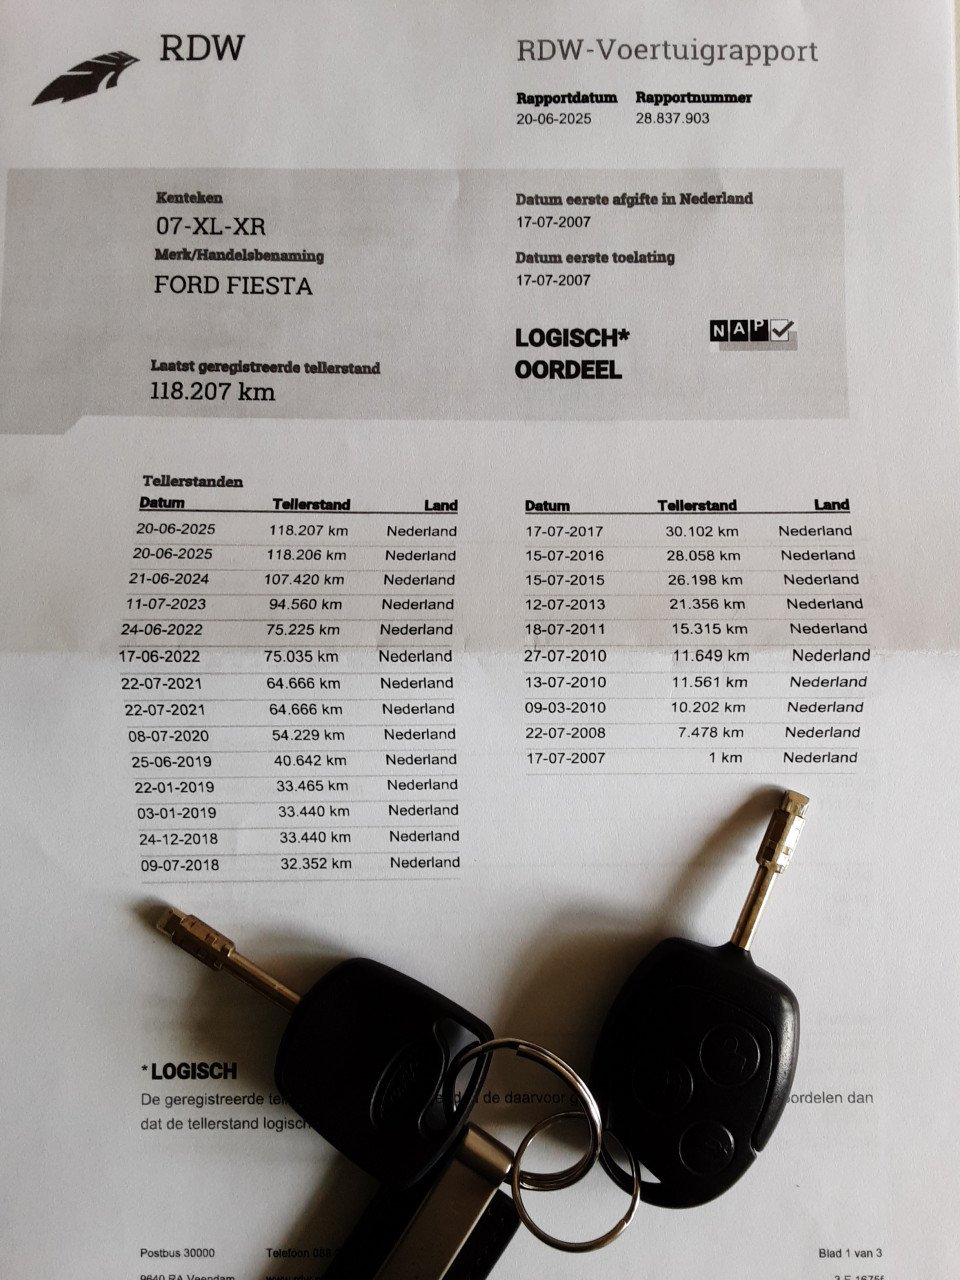 RDW
RDW-Voertuigrapport
Rapportdatum Rapportnummer
20-06-2025 28.837.903
Kenteken
07-XL-XR
Merk/Handelsbenaming
FORD FIESTA
Laatst geregistreerde tellerstand
118.207 km
Datum eerste afgifte in Nederland
17-07-2007
Datum eerste toelating
17-07-2007
LOGISCH*
OORDEEL
NAP
Tellerstanden
Datum Tellerstand Land
20-06-2025 118.207 km Nederland
20-06-2025 118.206 km Nederland
21-06-2024 107.420 km Nederland
11-07-2023 94.560 km Nederland
24-06-2022 75.225 km Nederland
17-06-2022 75.035 km Nederland
22-07-2021 64.666 km Nederland
22-07-2021 64.666 km Nederland
08-07-2020 54.229 km Nederland
25-06-2019 40.642 km Nederland
22-01-2019 33.465 km Nederland
03-01-2019 33.440 km Nederland
24-12-2018 33.440 km Nederland
09-07-2018 32.352 km Nederland
Datum Tellerstand Land
17-07-2017 30.102 km Nederland
15-07-2016 28.058 km Nederland
15-07-2015 26.198 km Nederland
12-07-2013 21.356 km Nederland
18-07-2011 15.315 km Nederland
27-07-2010 11.649 km Nederland
13-07-2010 11.561 km Nederland
09-03-2010 10.202 km Nederland
22-07-2008 7.478 km Nederland
17-07-2007 1 km Nederland
*LOGISCH
De geregistreerde de daarvoor dan
dat de tellerstand
Postbus 30000 Telefoon Blad 1 van 3
9640 RA Veendam